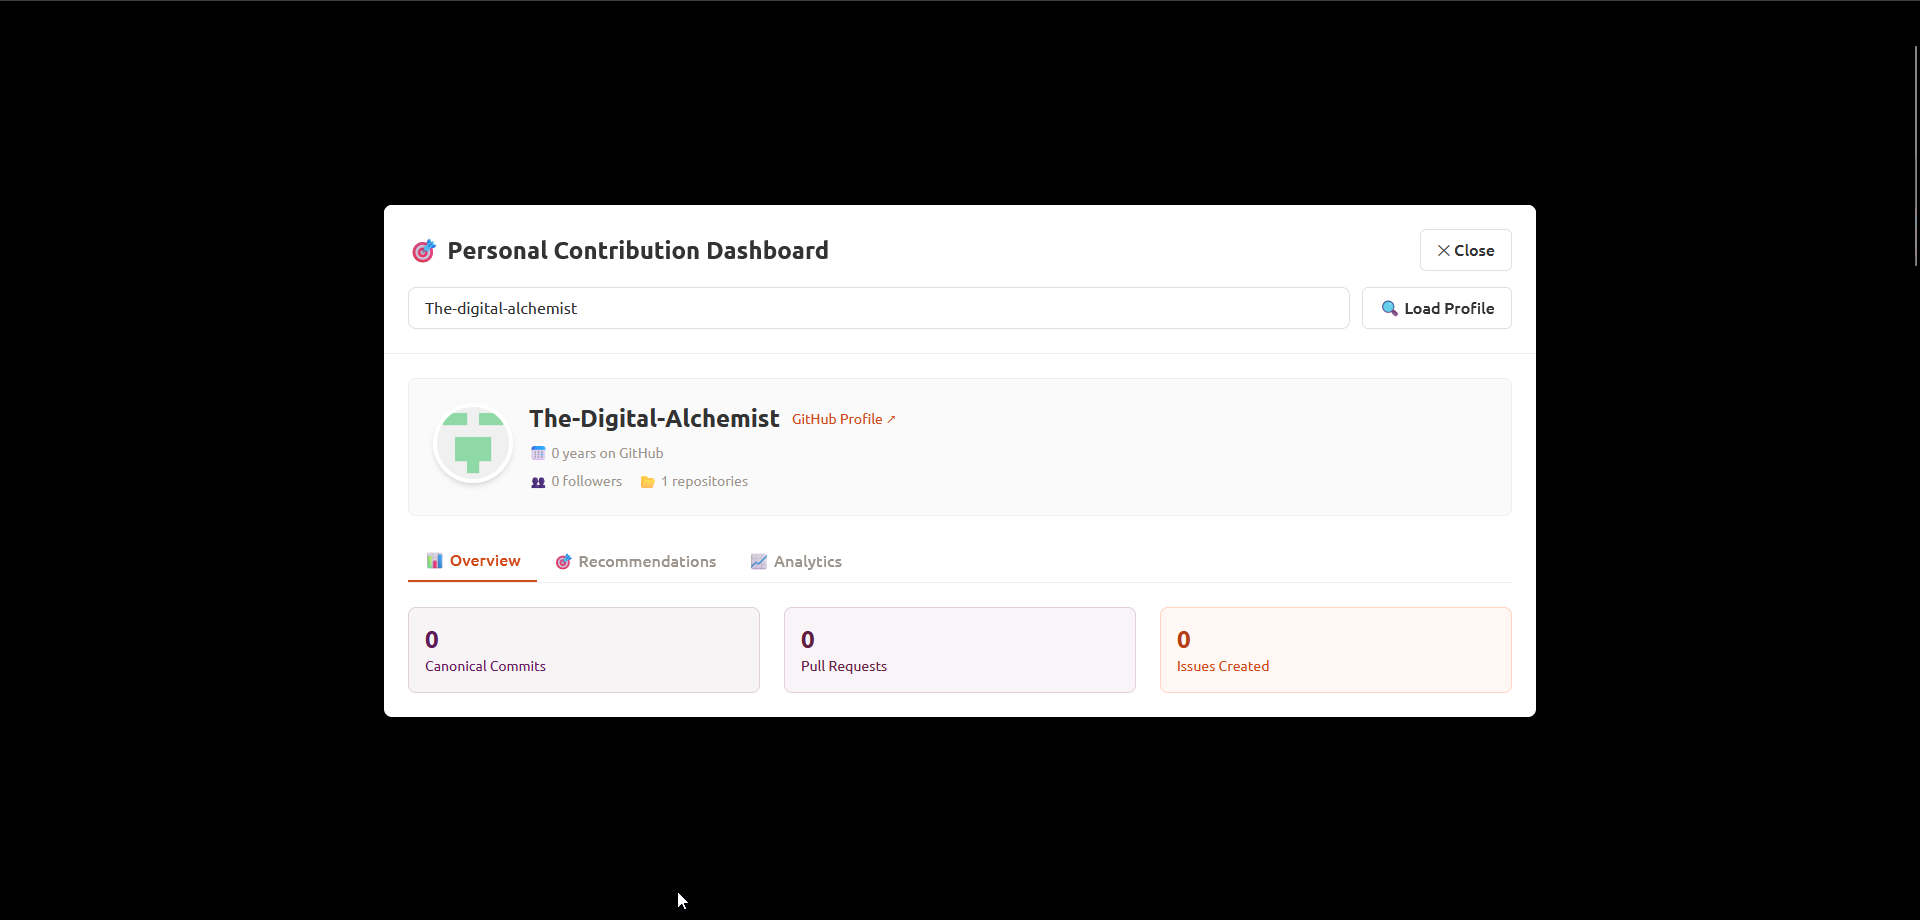 Personal Contribution Dashboard
Close
The-digital-alchemist
Load Profile
The-Digital-Alchemist GitHub Profile ↗
0 years on GitHub
0 followers 1 repositories
Overview Recommendations Analytics
0
Canonical Commits
0
Pull Requests
0
Issues Created